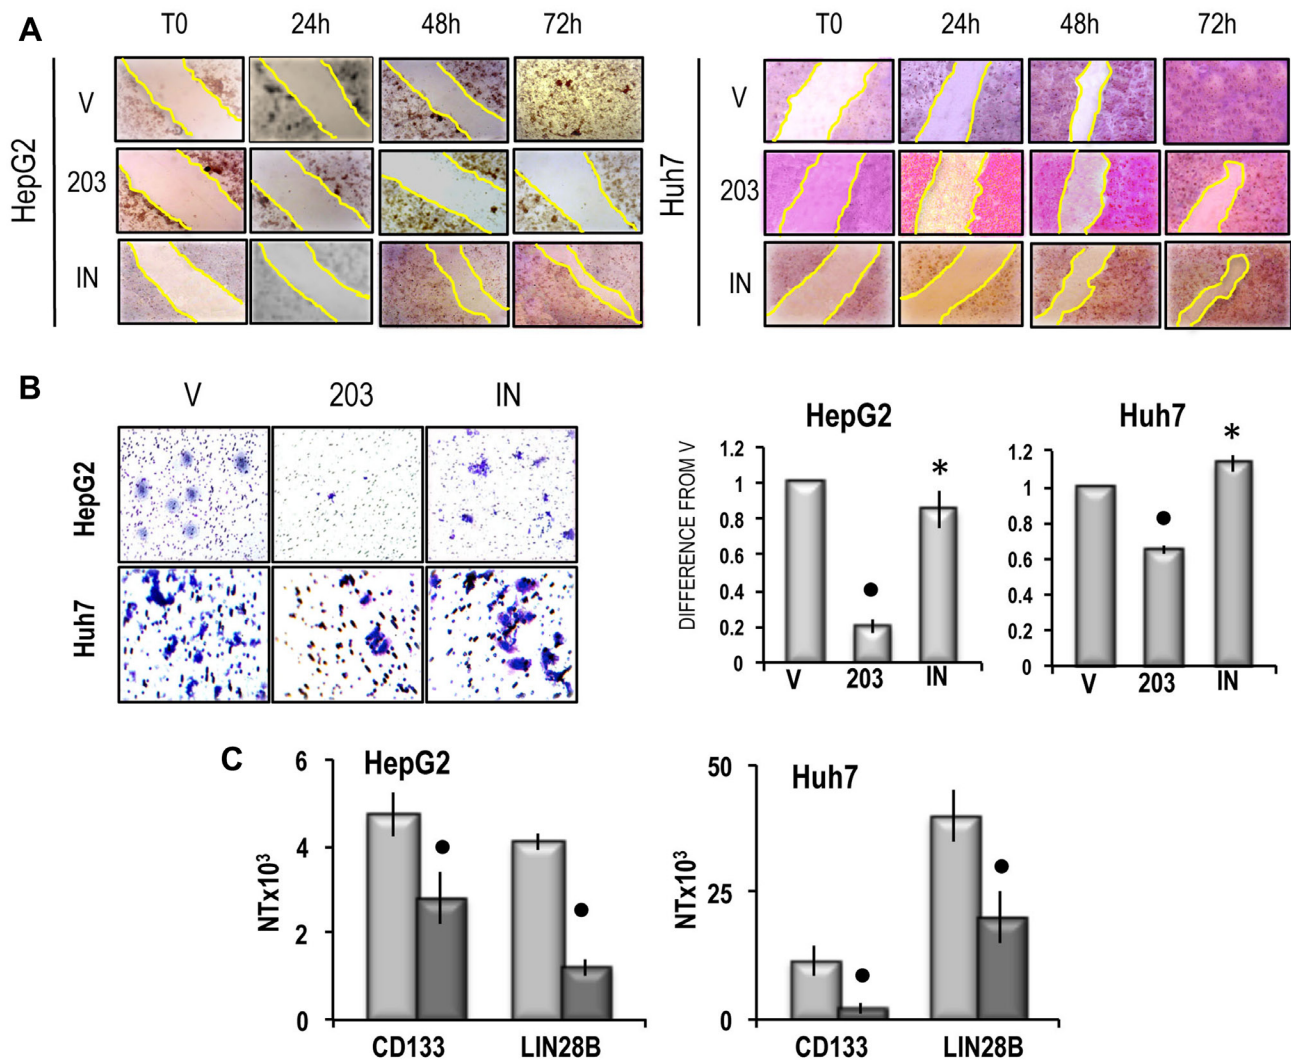 A
T0 24h 48h 72h
HepG2
V
203
IN
T0 24h 48h 72h
Huh7
V
203
IN
B
V 203 IN
HepG2
Huh7
HepG2
DIFFERENCE FROM V
1.2
1
0.8
0.6
0.4
0.2
0
●
*
V 203 IN
Huh7
1.2
1
0.8
0.6
0.4
0.2
0
●
*
V 203 IN
C
HepG2
NTx10³
6
4
2
0
●
●
CD133 LIN28B
Huh7
NTx10³
50
25
0
●
●
CD133 LIN28B